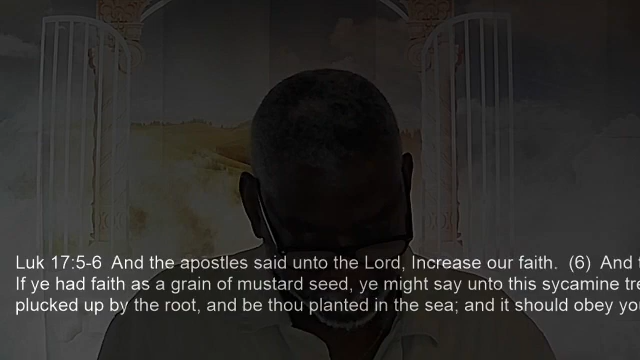 Luk 17:5-6 And the apostles said unto the Lord, Increase our faith. (6) And
If ye had faith as a grain of mustard seed, ye might say unto this sycamine
plucked up by the root, and be thou planted in the sea; and it should obey